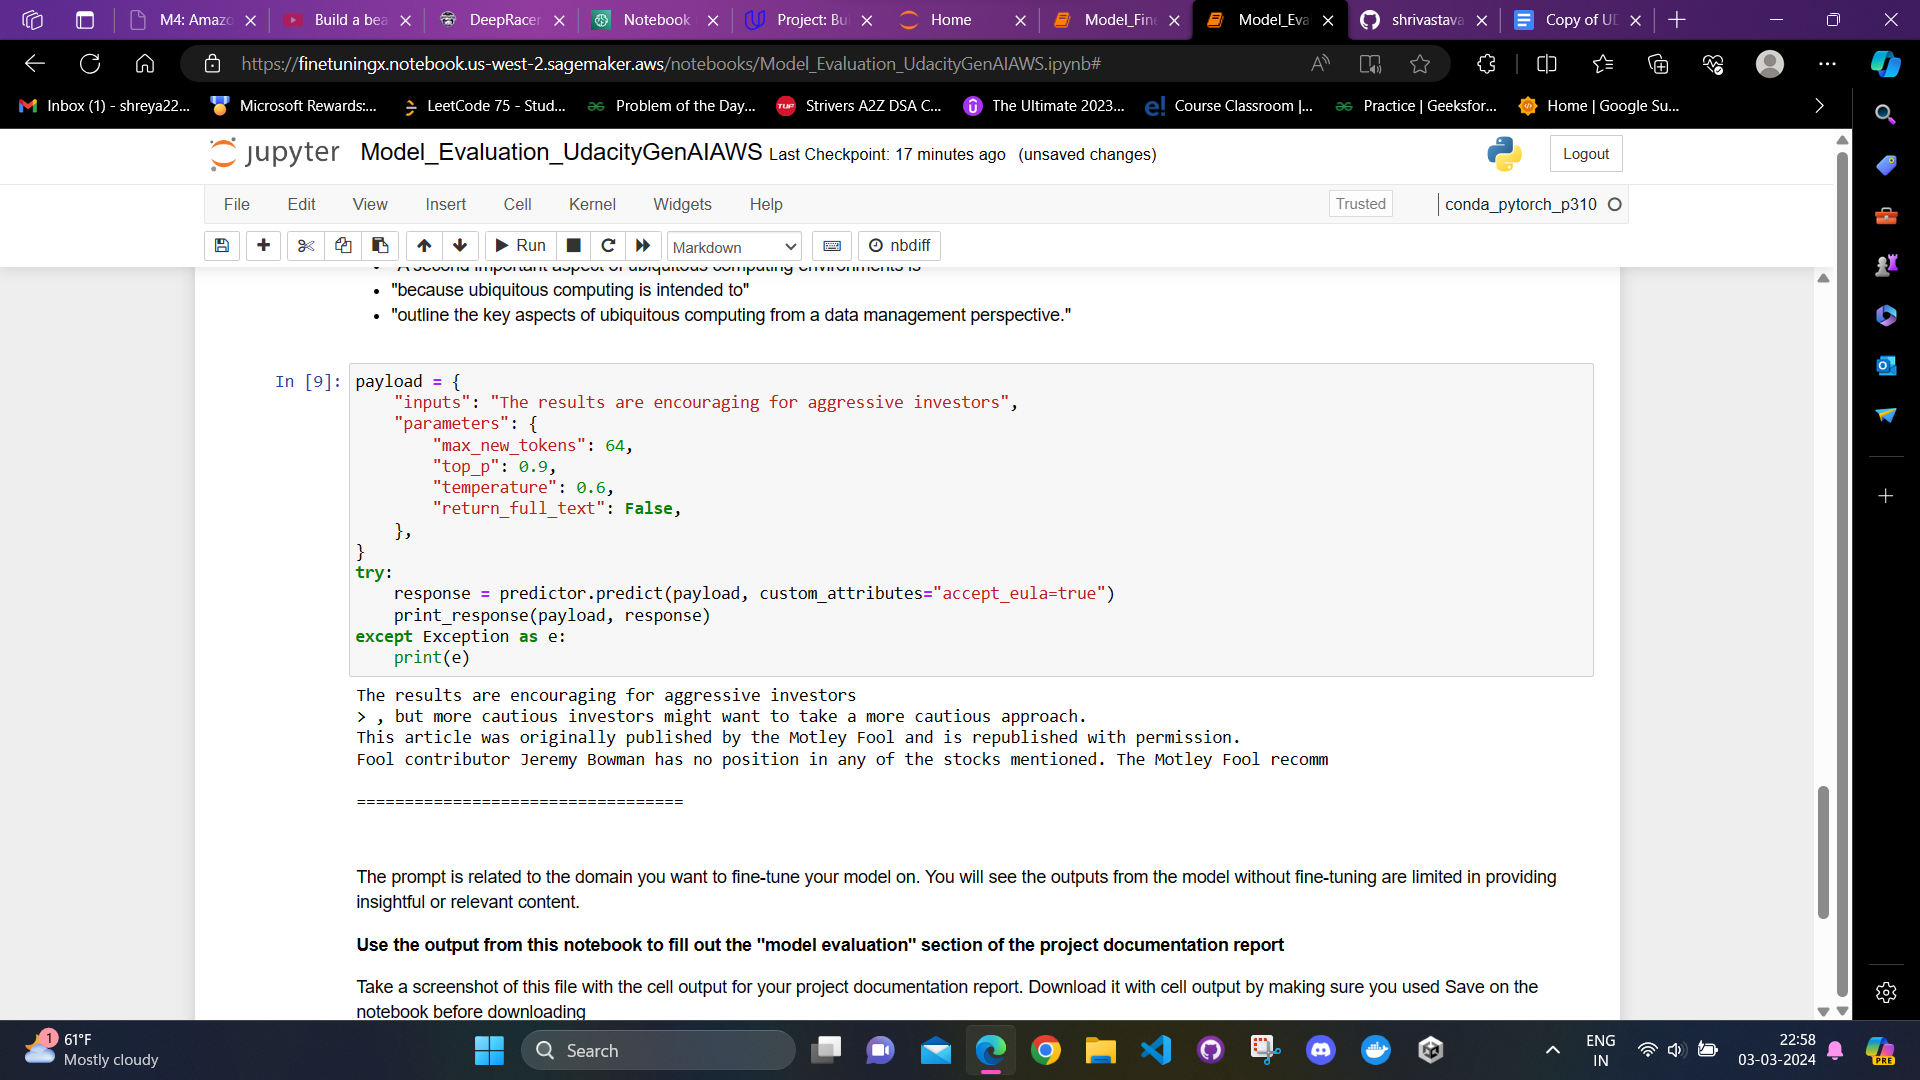 M4: Amazo
Build a bea
DeepRacer
Notebook
Project: Bui
Home
Model_Fine
Model_Eval
shrivastava
Copy of UD
https://finetuningx.notebook.us-west-2.sagemaker.aws/notebooks/Model_Evaluation_UdacityGenAIAWS.ipynb#
Inbox (1) - shreya22...
Microsoft Rewards:...
LeetCode 75 - Stud...
Problem of the Day...
Strivers A2Z DSA C...
The Ultimate 2023...
Course Classroom |...
Practice | Geeksfor...
Home | Google Su...
jupyter Model_Evaluation_UdacityGenAIAWS Last Checkpoint: 17 minutes ago (unsaved changes)
Logout
File Edit View Insert Cell Kernel Widgets Help
Trusted
conda_pytorch_p310
Run
Markdown
nbdiff
"A second important aspect of ubiquitous computing environments is"
"because ubiquitous computing is intended to"
"outline the key aspects of ubiquitous computing from a data management perspective."
In [9]: payload = {
"inputs": "The results are encouraging for aggressive investors",
"parameters": {
"max_new_tokens": 64,
"top_p": 0.9,
"temperature": 0.6,
"return_full_text": False,
},
}
try:
response = predictor.predict(payload, custom_attributes="accept_eula=true")
print_response(payload, response)
except Exception as e:
print(e)
The results are encouraging for aggressive investors
> , but more cautious investors might want to take a more cautious approach.
This article was originally published by the Motley Fool and is republished with permission.
Fool contributor Jeremy Bowman has no position in any of the stocks mentioned. The Motley Fool recomm
==================================
The prompt is related to the domain you want to fine-tune your model on. You will see the outputs from the model without fine-tuning are limited in providing
insightful or relevant content.
Use the output from this notebook to fill out the "model evaluation" section of the project documentation report
Take a screenshot of this file with the cell output for your project documentation report. Download it with cell output by making sure you used Save on the
notebook before downloading
1
61°F
Mostly cloudy
Search
ENG
IN
22:58
03-03-2024
PRE